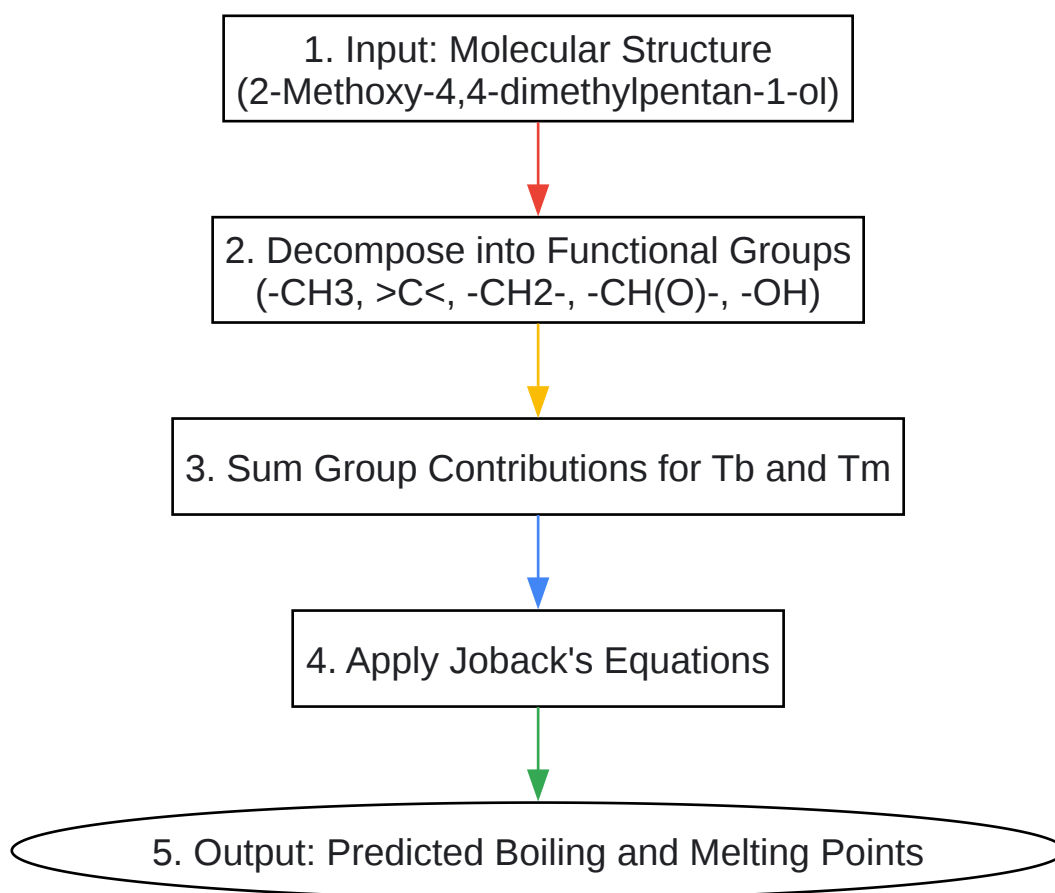 1. Input: Molecular Structure
(2-Methoxy-4,4-dimethylpentan-1-ol)
2. Decompose into Functional Groups
(-CH3, >C<, -CH2-, -CH(O)-, -OH)
3. Sum Group Contributions for Tb and Tm
4. Apply Joback's Equations
5. Output: Predicted Boiling and Melting Points